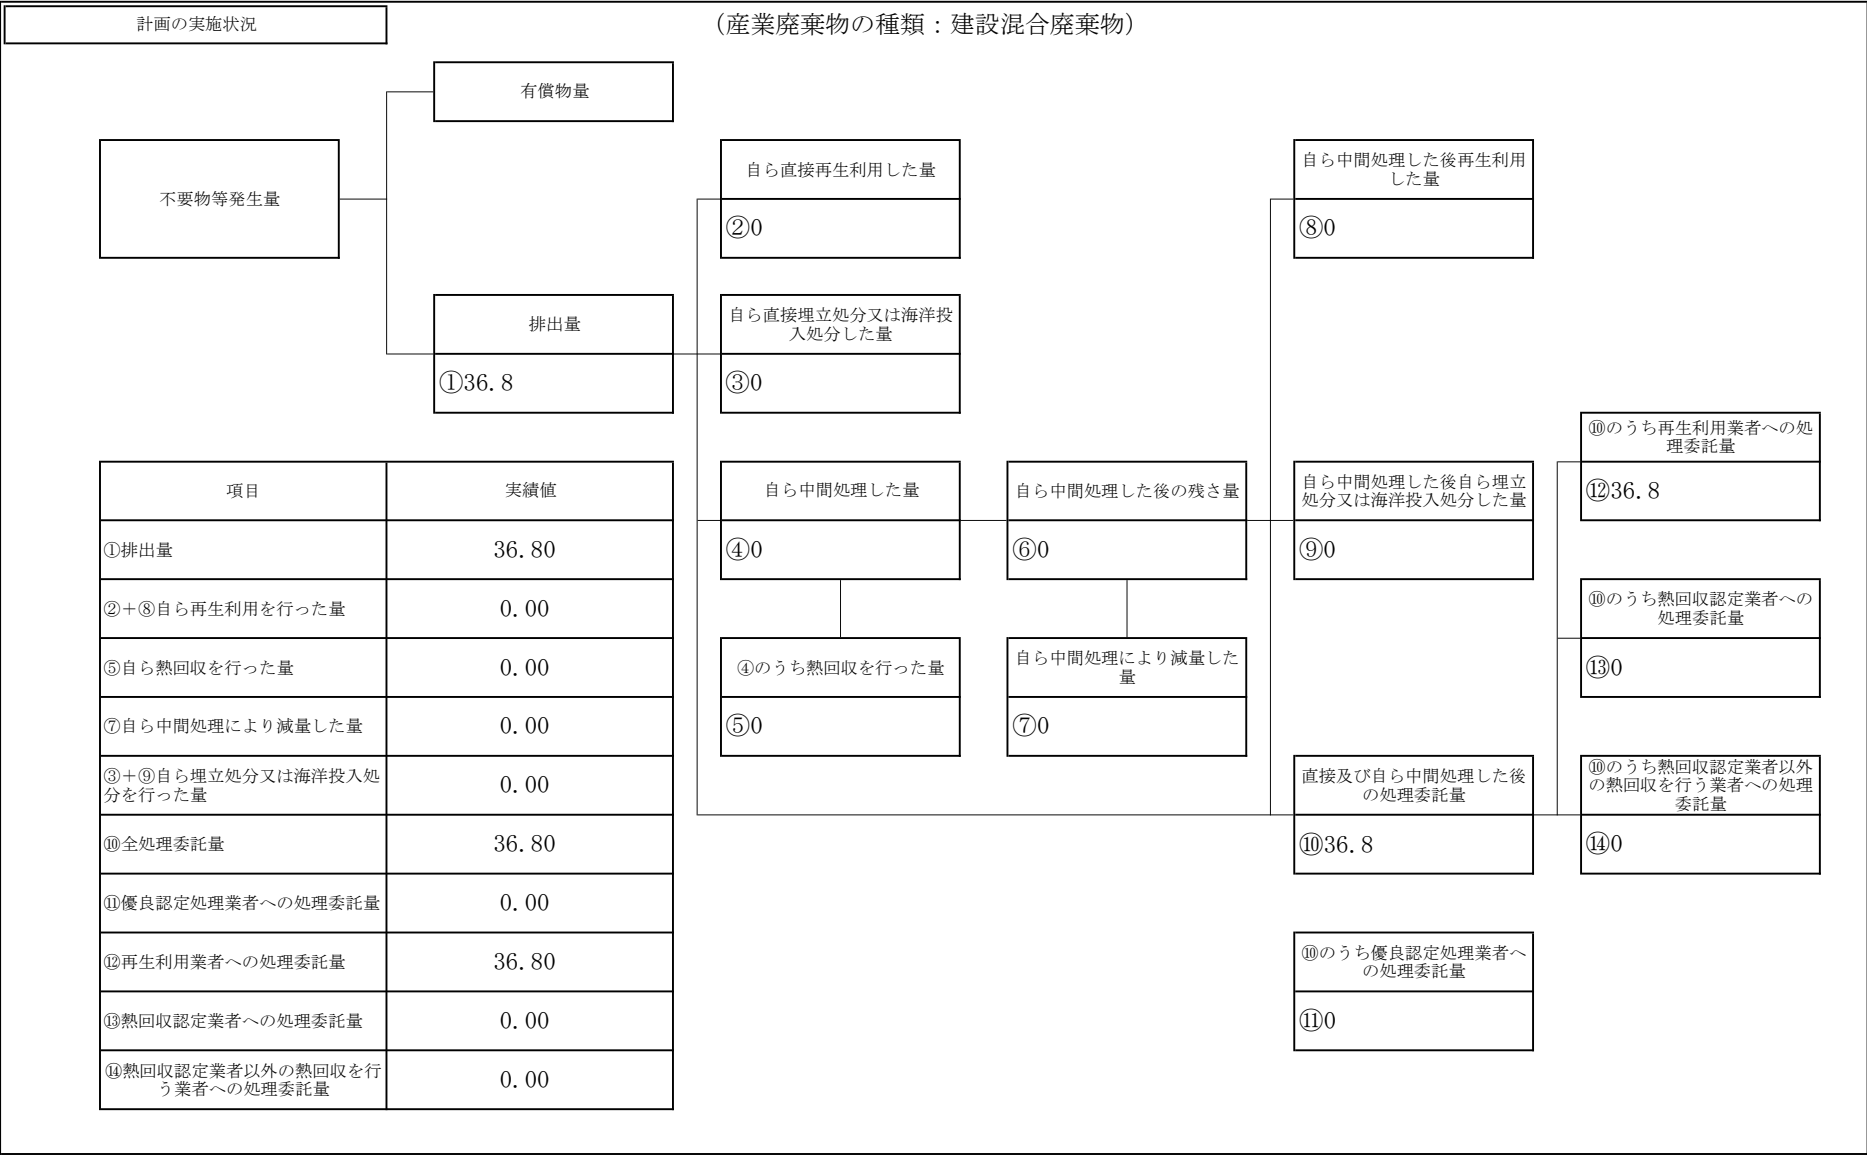 計画の実施状況
（産業廃棄物の種類：建設混合廃棄物）
有償物量
不要物等発生量
自ら直接再生利用した量
②0
自ら中間処理した後再生利用
した量
⑧0
排出量
①36.8
自ら直接埋立処分又は海洋投
入処分した量
③0
⑩のうち再生利用業者への処
理委託量
⑫36.8
自ら中間処理した量
④0
自ら中間処理した後の残さ量
⑥0
自ら中間処理した後自ら埋立
処分又は海洋投入処分した量
⑨0
⑩のうち熱回収認定業者への
処理委託量
⑬0
④のうち熱回収を行った量
⑤0
自ら中間処理により減量した
量
⑦0
直接及び自ら中間処理した後
の処理委託量
⑩36.8
⑩のうち熱回収認定業者以外
の熱回収を行う業者への処理
委託量
⑭0
⑩のうち優良認定処理業者へ
の処理委託量
⑪0
項目 実績値
①排出量 36.80
②＋⑧自ら再生利用を行った量 0.00
⑤自ら熱回収を行った量 0.00
⑦自ら中間処理により減量した量 0.00
③＋⑨自ら埋立処分又は海洋投入処
分を行った量 0.00
⑩全処理委託量 36.80
⑪優良認定処理業者への処理委託量 0.00
⑫再生利用業者への処理委託量 36.80
⑬熱回収認定業者への処理委託量 0.00
⑭熱回収認定業者以外の熱回収を行
う業者への処理委託量 0.00